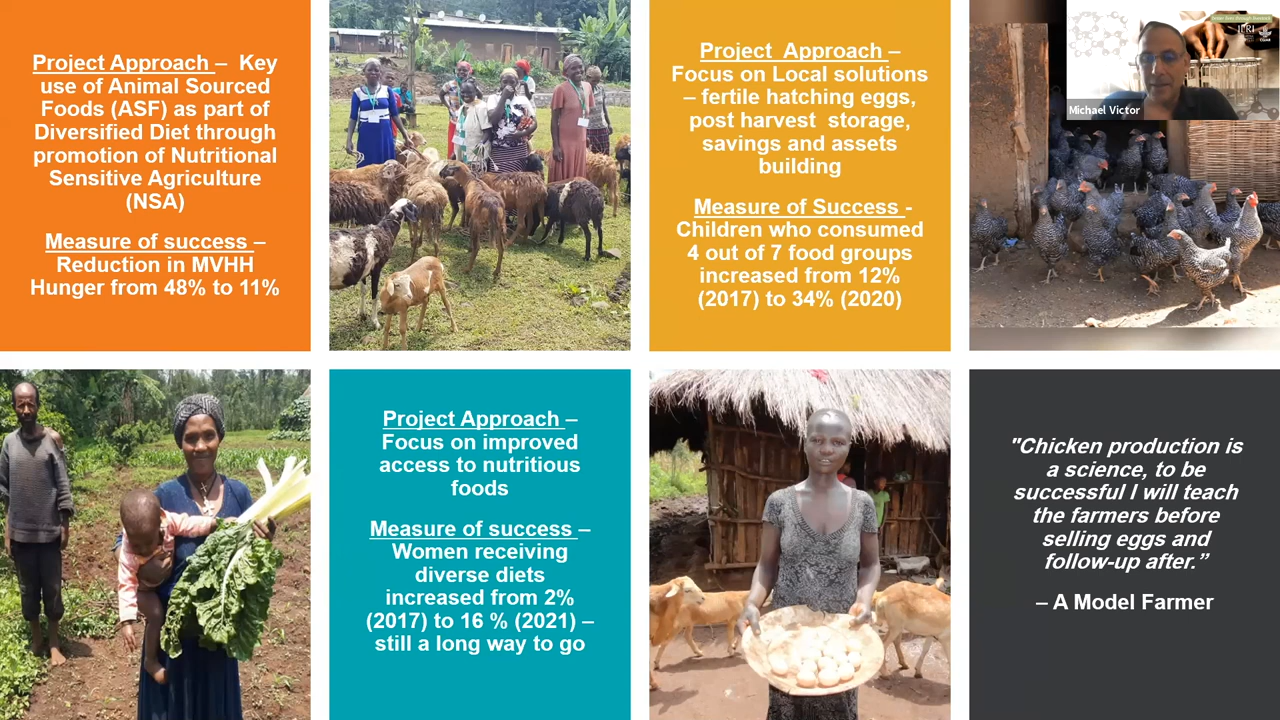 Project Approach – Key
use of Animal Sourced
Foods (ASF) as part of
Diversified Diet through
promotion of Nutritional
Sensitive Agriculture
(NSA)
Measure of success –
Reduction in MVHH
Hunger from 48% to 11%
Project Approach –
Focus on Local solutions
– fertile hatching eggs,
post harvest storage,
savings and assets
building
Measure of Success -
Children who consumed
4 out of 7 food groups
increased from 12%
(2017) to 34% (2020)
ILRI
Michael Victor
Project Approach –
Focus on improved
access to nutritious
foods
Measure of success –
Women receiving
diverse diets
increased from 2%
(2017) to 16 % (2021) –
still a long way to go
"Chicken production is
a science, to be
successful I will teach
the farmers before
selling eggs and
follow-up after.”
– A Model Farmer